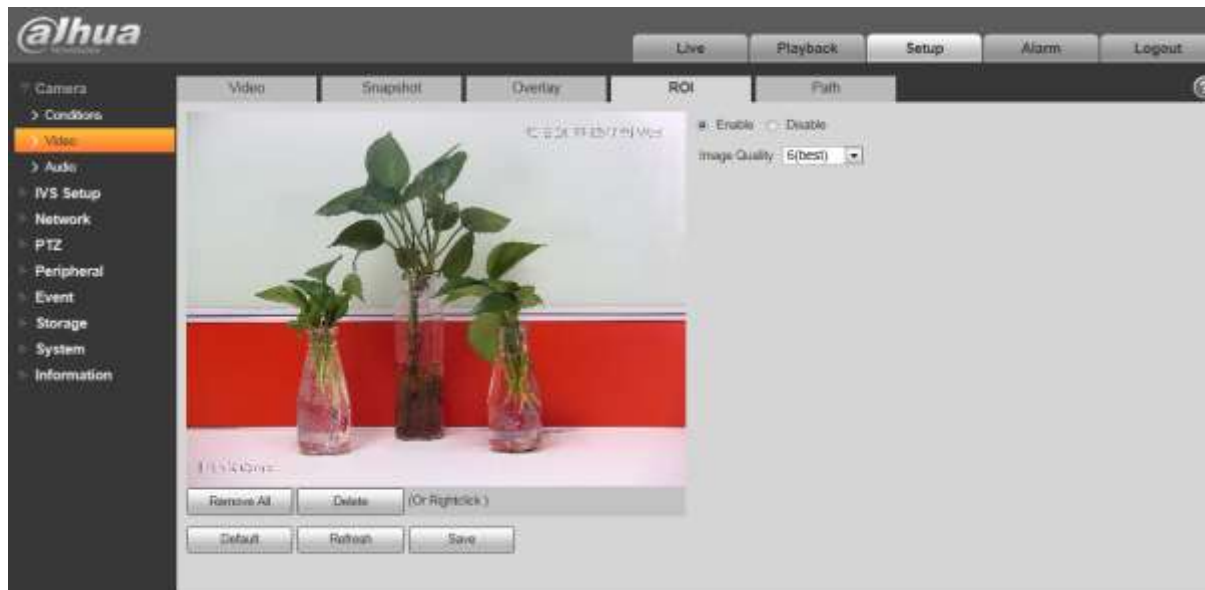 alhua
TECHNOLOGY
Live
Playback
Setup
Alarm
Logout
Camera
Conditions
Video
Audio
IVS Setup
Network
PTZ
Peripheral
Event
Storage
System
Information
Video
Snapshot
Overlay
ROI
Path
Enable
Disable
Image Quality 6(best)
Remove All
Delete
(Or Rightclick )
Default
Refresh
Save